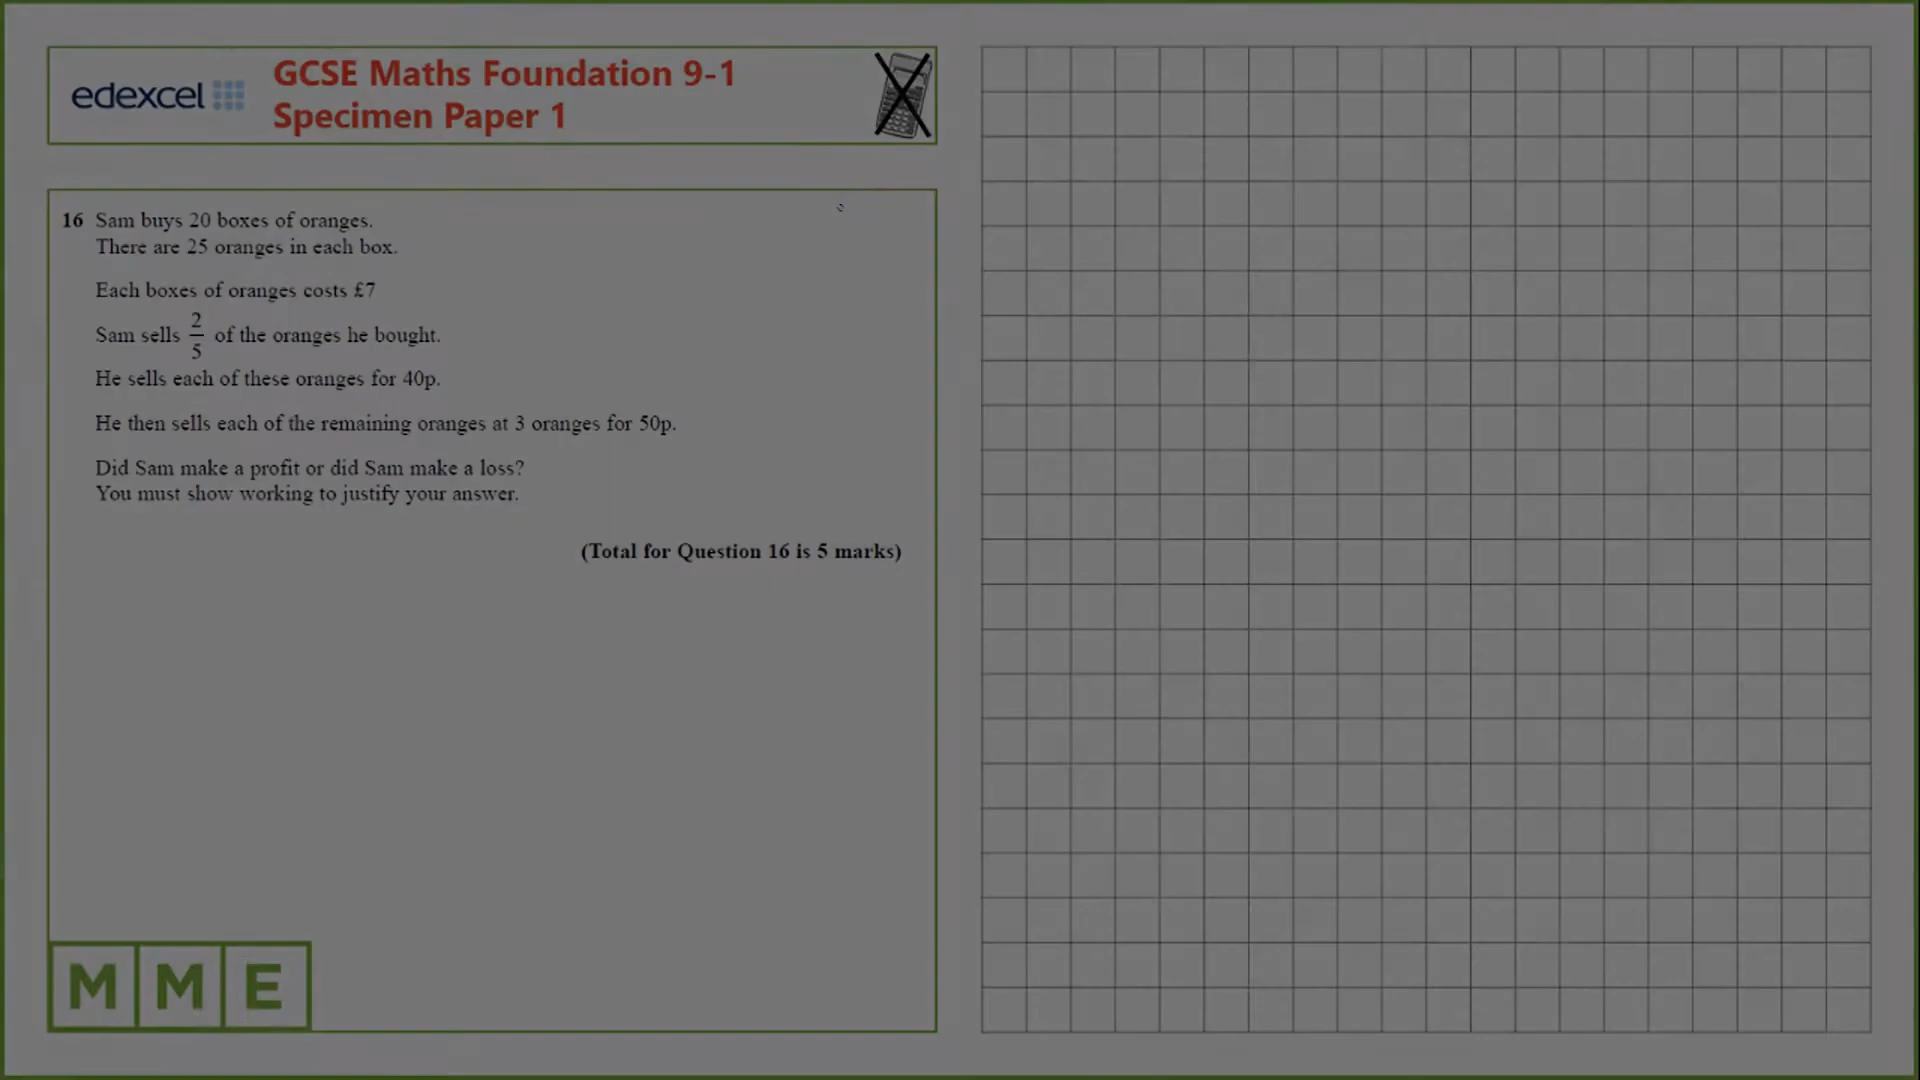 edexcel
GCSE Maths Foundation 9-1
Specimen Paper 1
16 Sam buys 20 boxes of oranges.
There are 25 oranges in each box.
Each boxes of oranges costs £7
Sam sells 2/5 of the oranges he bought.
He sells each of these oranges for 40p.
He then sells each of the remaining oranges at 3 oranges for 50p.
Did Sam make a profit or did Sam make a loss?
You must show working to justify your answer.
(Total for Question 16 is 5 marks)
MME